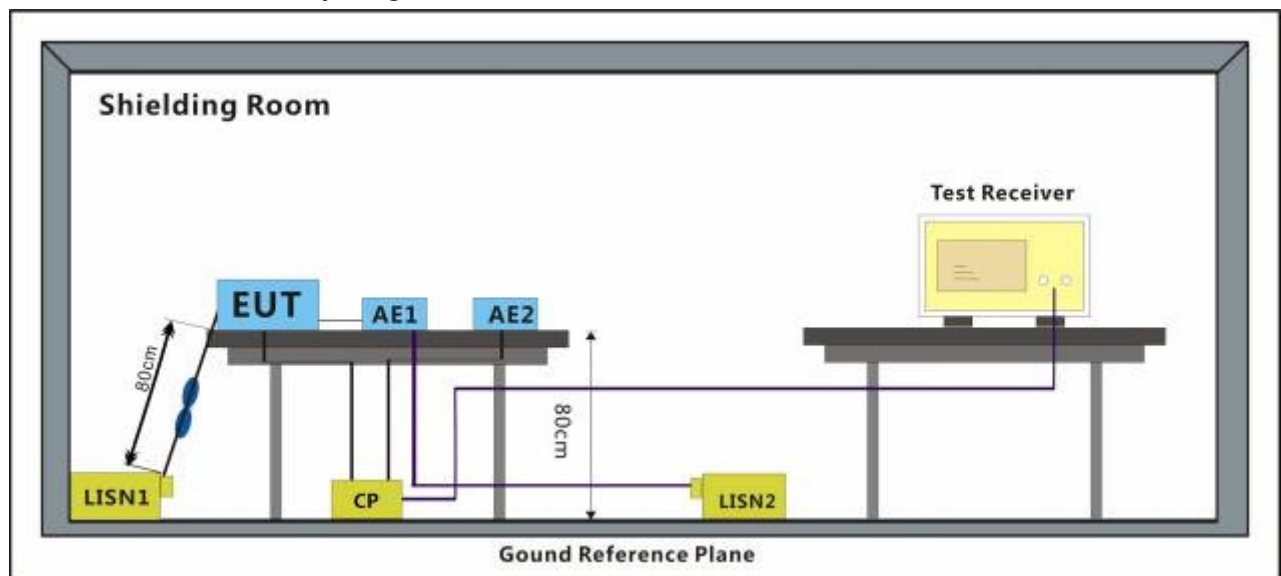 Shielding Room
Test Receiver
EUT
AE1
AE2
80cm
80cm
LISN1
CP
LISN2
Gound Reference Plane